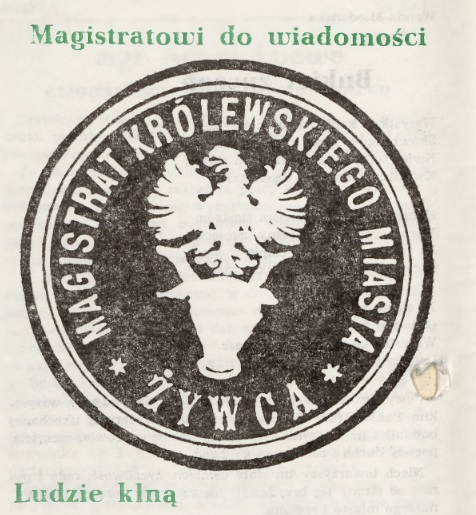 Magistratowi do wiadomości
MAGISTRAT KRÓLEWSKIEGO MIASTA
* ŻYWCA *
Ludzie klną